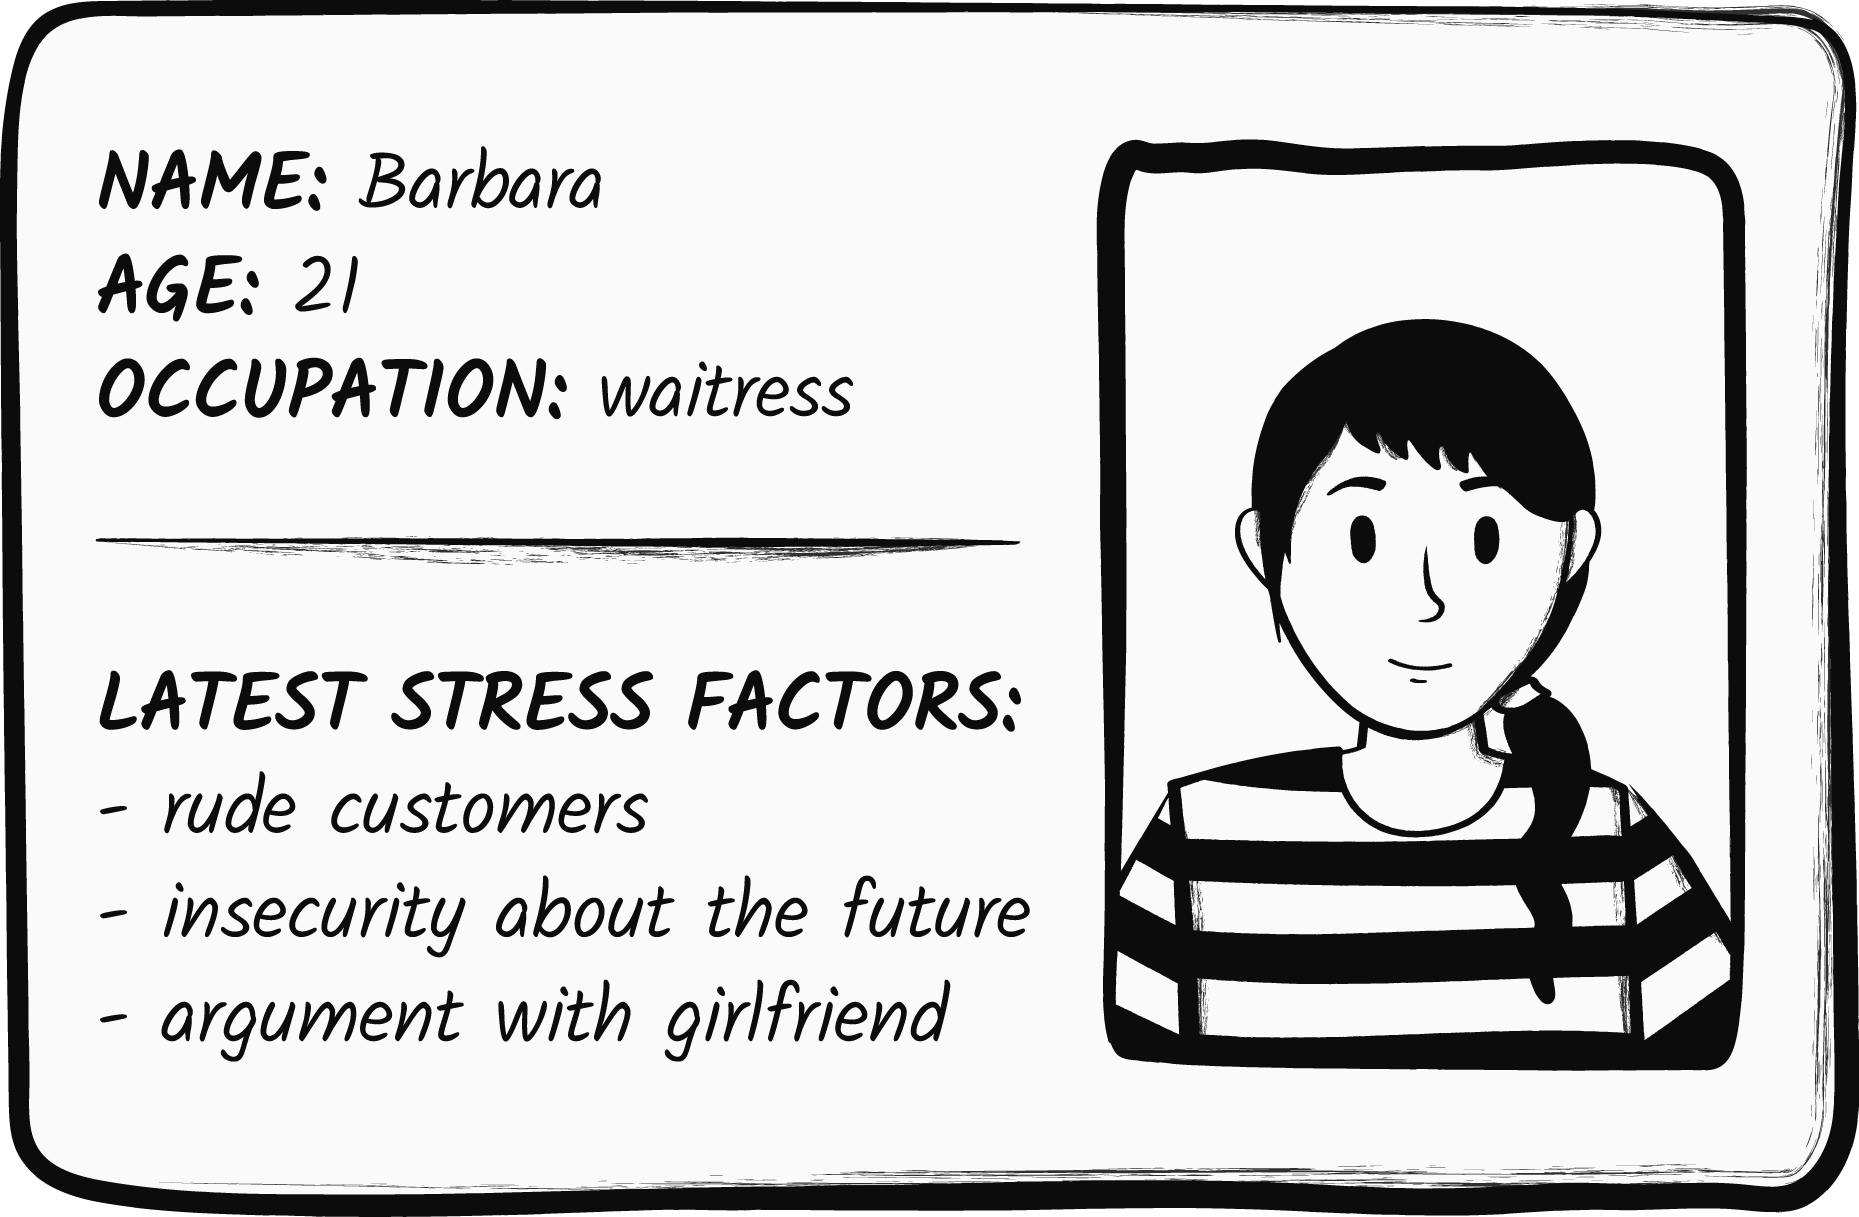 NAME: Barbara
AGE: 21
OCCUPATION: waitress
LATEST STRESS FACTORS:
- rude customers
- insecurity about the future
- argument with girlfriend